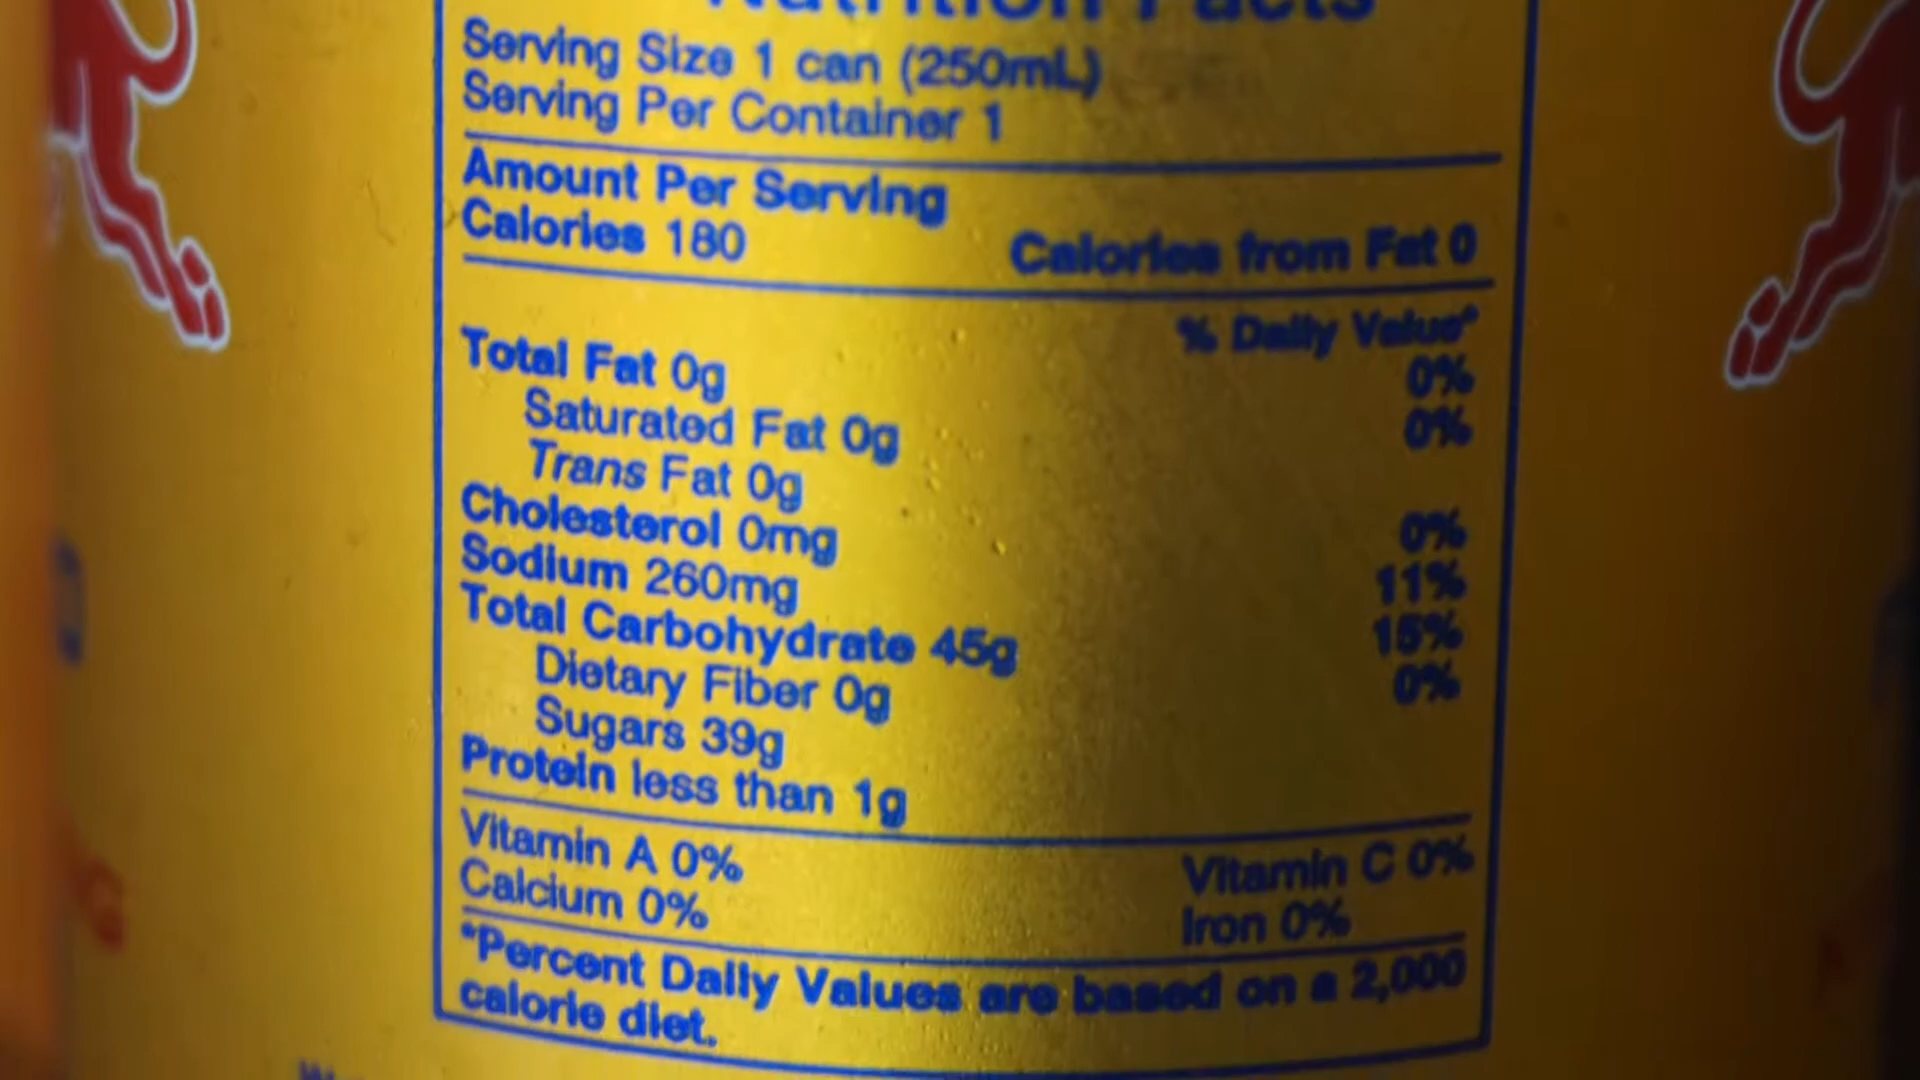 Nutrition Facts
Serving Size 1 can (250mL)
Serving Per Container 1
Amount Per Serving
Calories 180 Calories from Fat 0
% Daily Value*
Total Fat 0g 0%
Saturated Fat 0g 0%
Trans Fat 0g
Cholesterol 0mg 0%
Sodium 260mg 11%
Total Carbohydrate 45g 15%
Dietary Fiber 0g 0%
Sugars 39g
Protein less than 1g
Vitamin A 0% Vitamin C 0%
Calcium 0% Iron 0%
*Percent Daily Values are based on a 2,000
calorie diet.